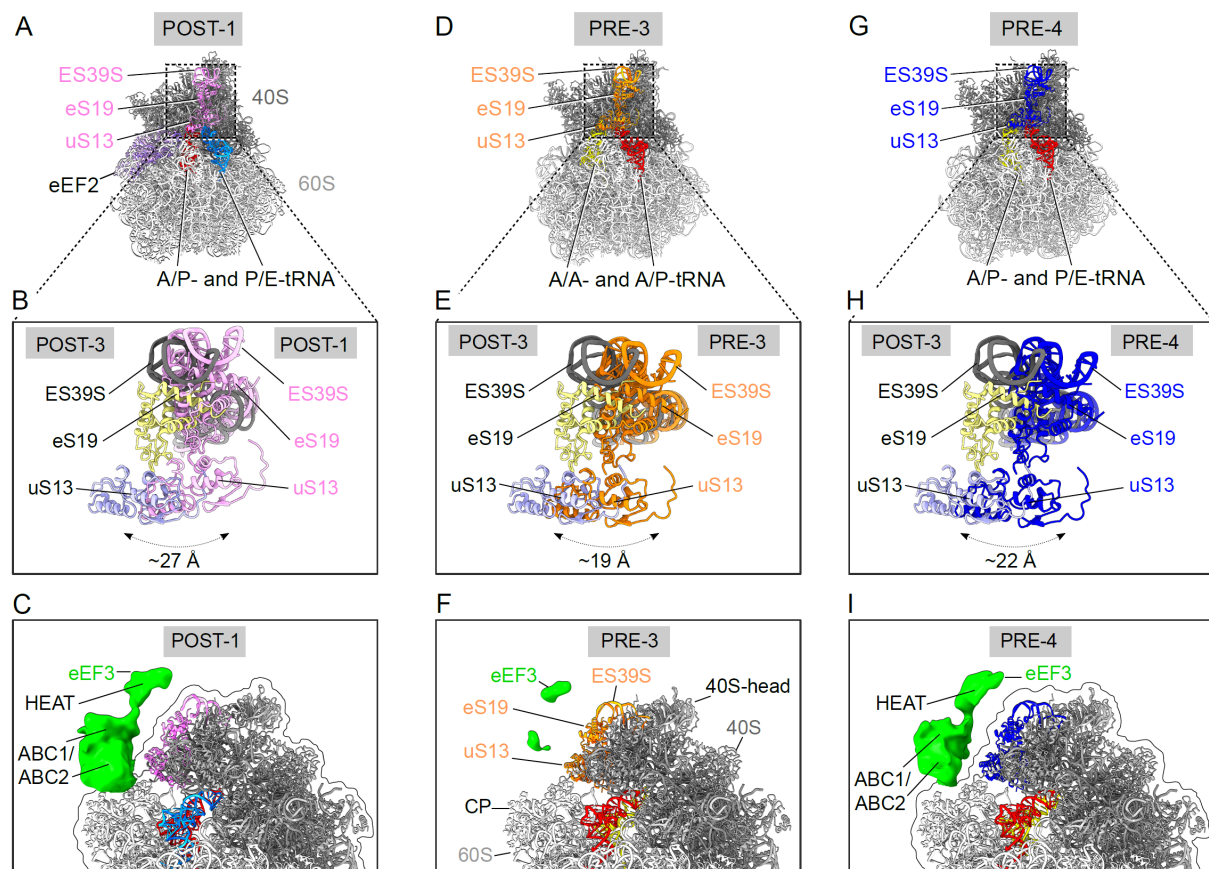 A
POST-1
ES39S
eS19
40S
uS13
eEF2
60S
A/P- and P/E-tRNA
D
PRE-3
ES39S
eS19
uS13
A/A- and A/P-tRNA
G
PRE-4
ES39S
eS19
uS13
A/P- and P/E-tRNA
B
POST-3
POST-1
ES39S
ES39S
eS19
eS19
uS13
uS13
~27 Å
E
POST-3
PRE-3
ES39S
ES39S
eS19
eS19
uS13
uS13
~19 Å
H
POST-3
PRE-4
ES39S
ES39S
eS19
eS19
uS13
uS13
~22 Å
C
POST-1
eEF3
HEAT
ABC1/
ABC2
F
PRE-3
eEF3
ES39S
40S-head
eS19
40S
uS13
CP
60S
I
PRE-4
eEF3
HEAT
ABC1/
ABC2